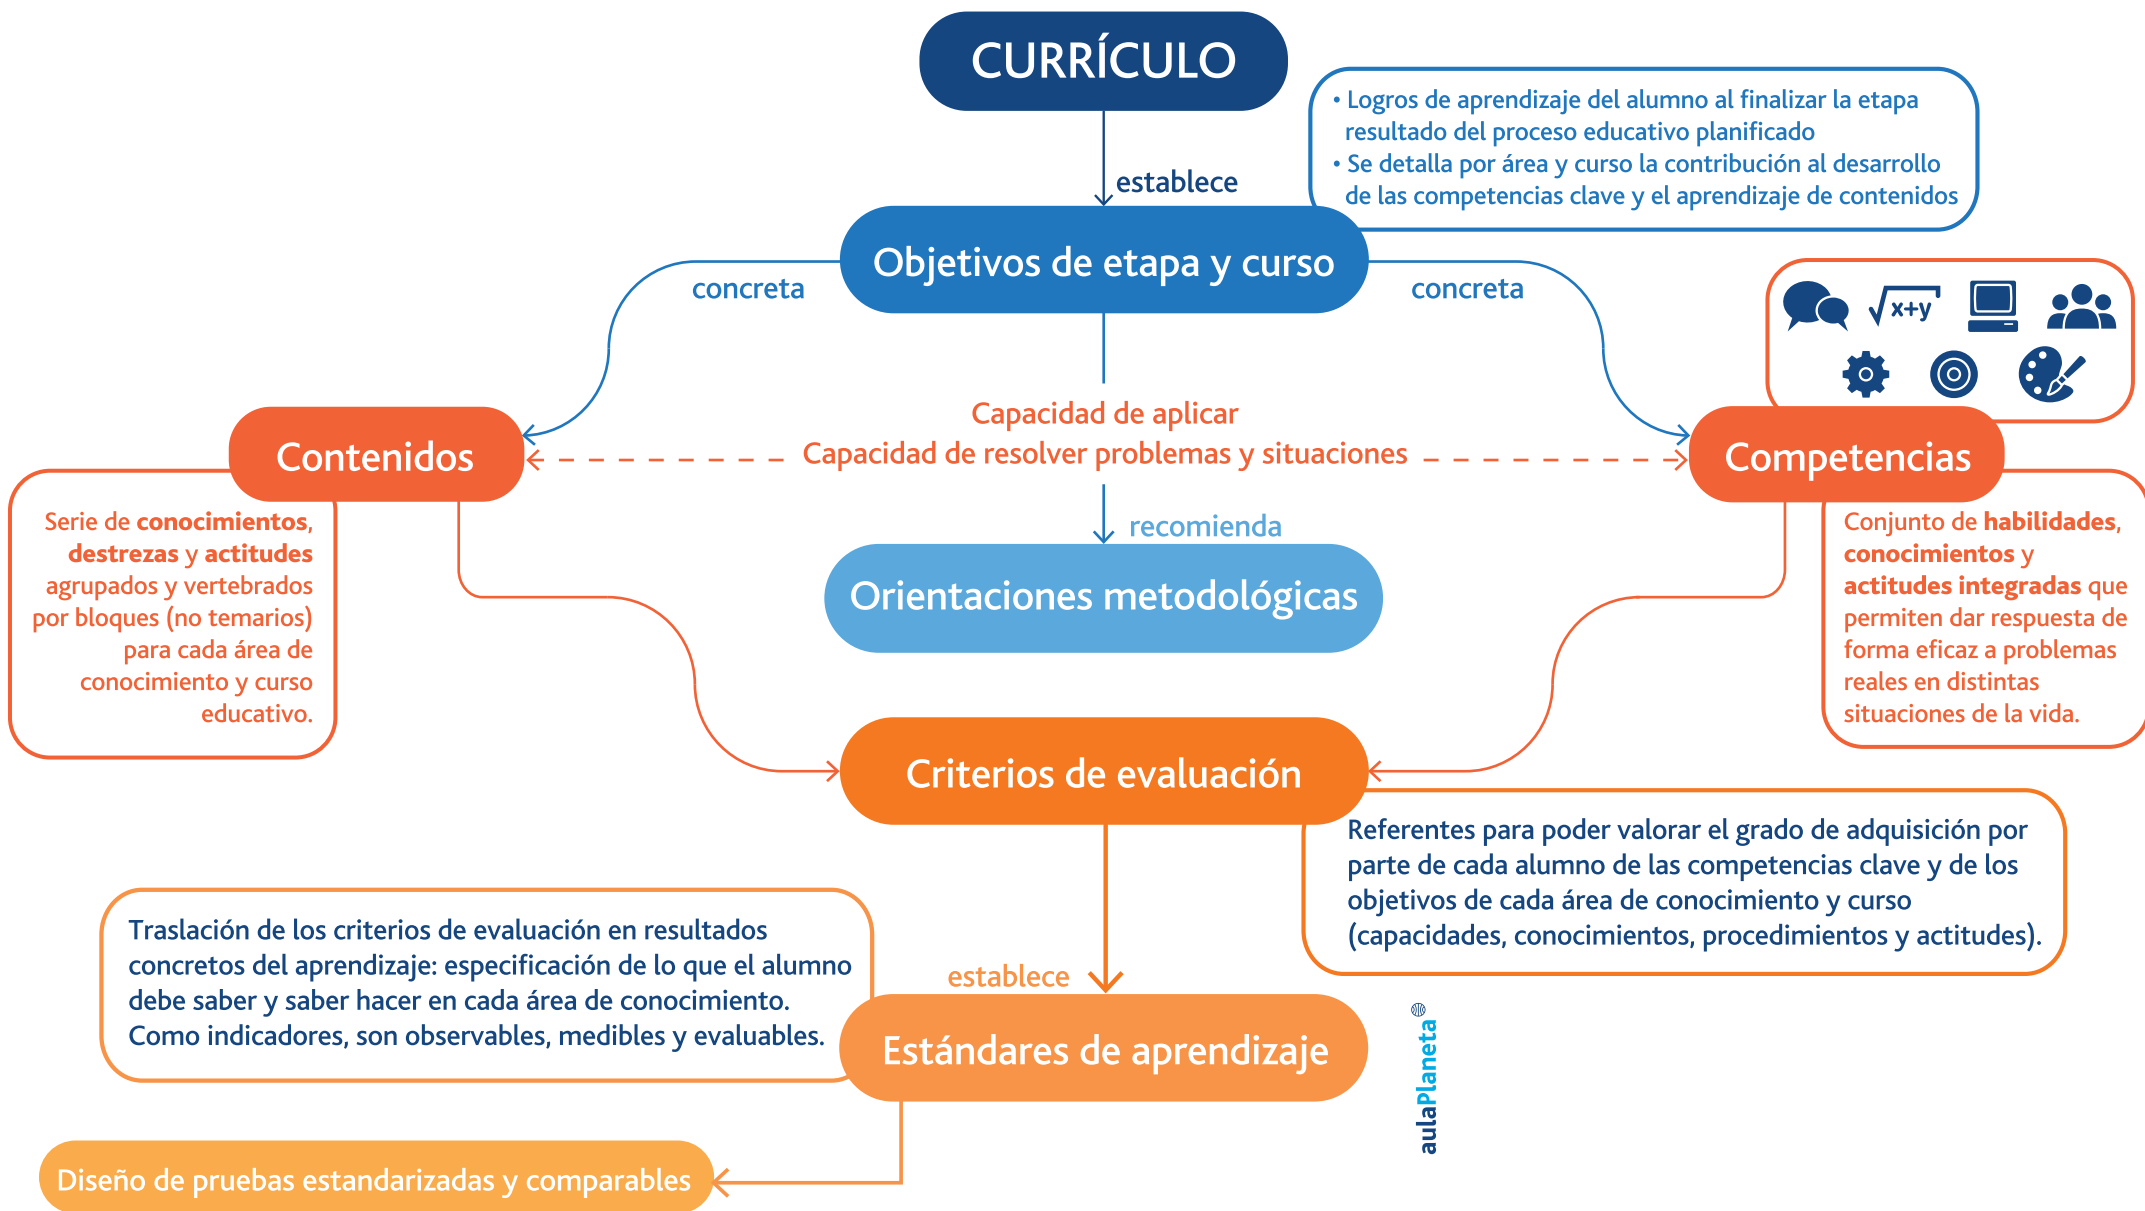 CURRÍCULO
• Logros de aprendizaje del alumno al finalizar la etapa
resultado del proceso educativo planificado
• Se detalla por área y curso la contribución al desarrollo
de las competencias clave y el aprendizaje de contenidos
establece
Objetivos de etapa y curso
concreta
concreta
x+y
Capacidad de aplicar
Capacidad de resolver problemas y situaciones
Contenidos
Competencias
Serie de conocimientos,
destrezas y actitudes
agrupados y vertebrados
por bloques (no temarios)
para cada área de
conocimiento y curso
educativo.
recomienda
Orientaciones metodológicas
Conjunto de habilidades,
conocimientos y
actitudes integradas que
permiten dar respuesta de
forma eficaz a problemas
reales en distintas
situaciones de la vida.
Criterios de evaluación
Referentes para poder valorar el grado de adquisición por
parte de cada alumno de las competencias clave y de los
objetivos de cada área de conocimiento y curso
(capacidades, conocimientos, procedimientos y actitudes).
Traslación de los criterios de evaluación en resultados
concretos del aprendizaje: especificación de lo que el alumno
debe saber y saber hacer en cada área de conocimiento.
Como indicadores, son observables, medibles y evaluables.
establece
Estándares de aprendizaje
aulaPlaneta
Diseño de pruebas estandarizadas y comparables